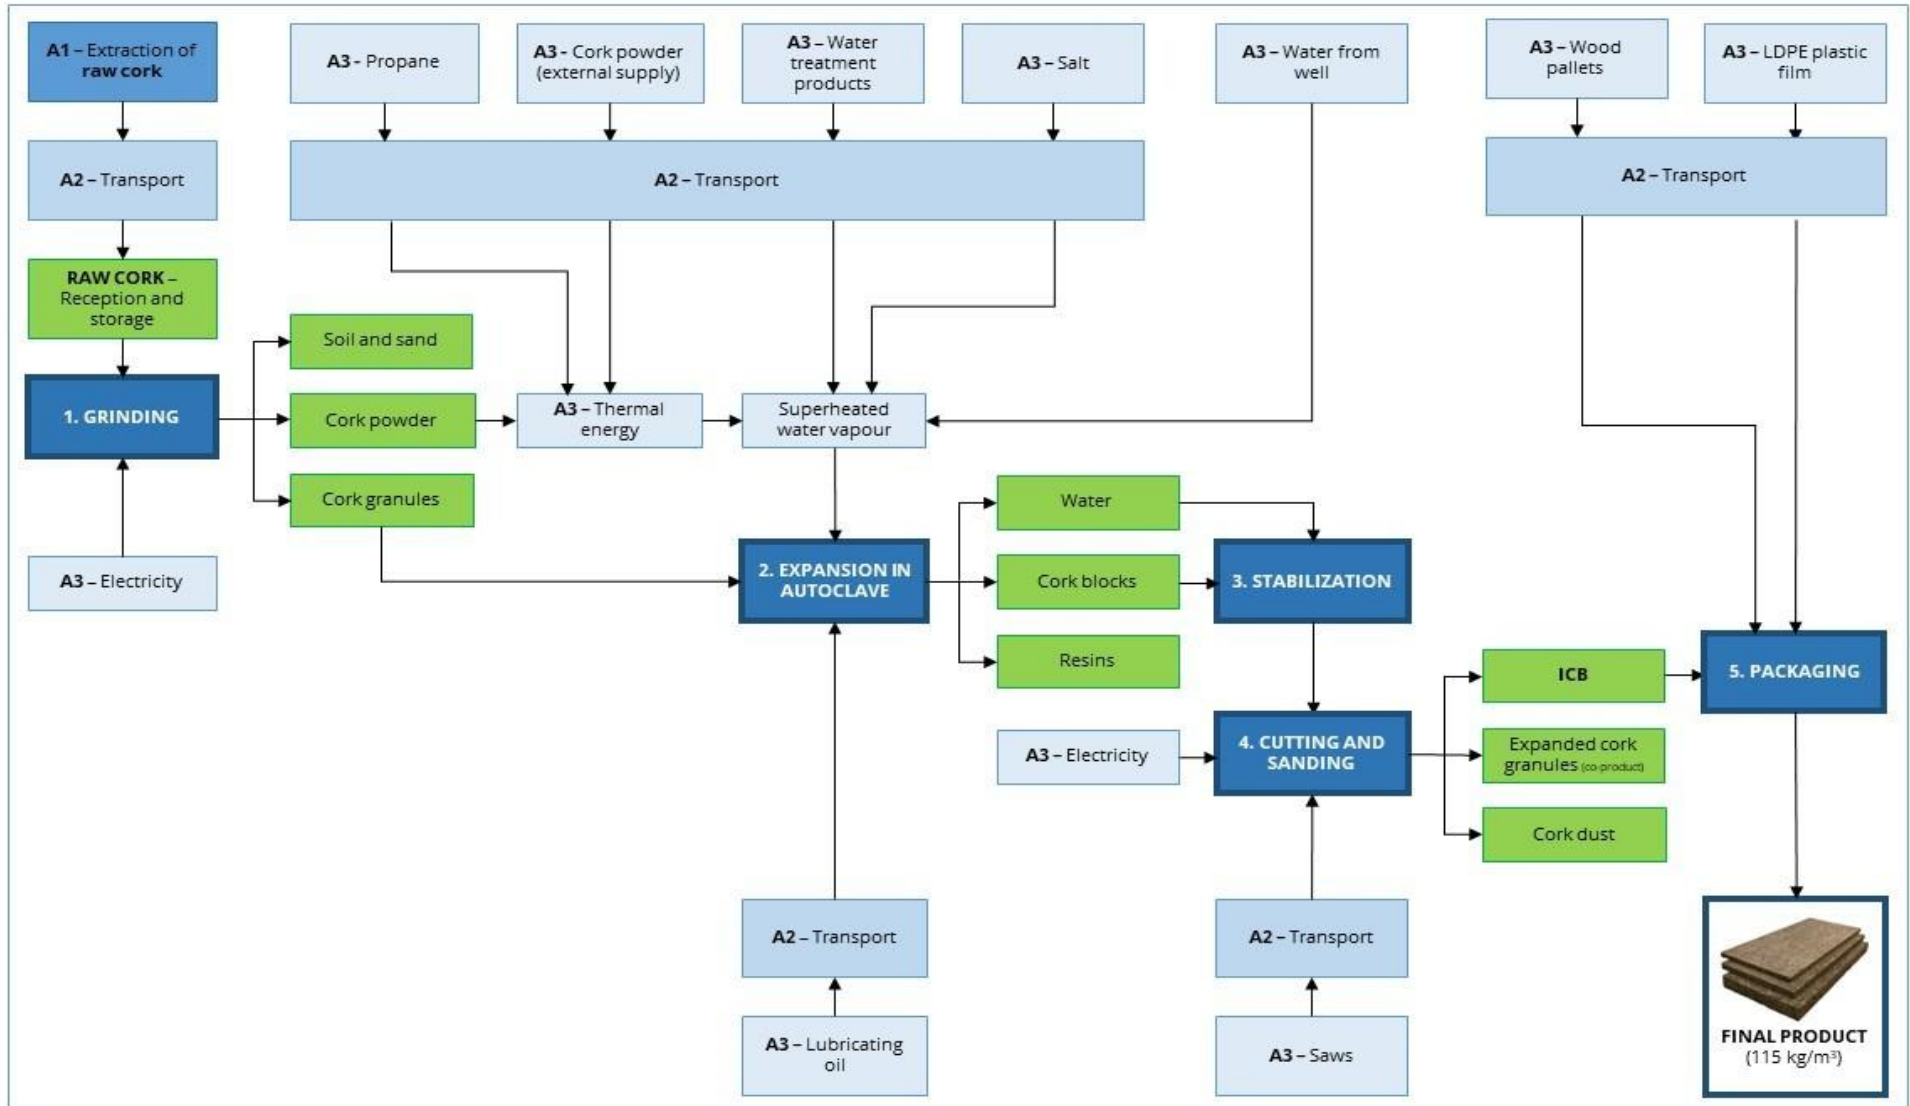 A1 – Extraction of
raw cork
A3 - Propane
A3 - Cork powder
(external supply)
A3 – Water
treatment
products
A3 – Salt
A3 – Water from
well
A3 – Wood
pallets
A3 – LDPE plastic
film
A2 – Transport
A2 – Transport
A2 – Transport
RAW CORK –
Reception and
storage
Soil and sand
1. GRINDING
Cork powder
A3 – Thermal
energy
Superheated
water vapour
Cork granules
Water
A3 – Electricity
2. EXPANSION IN
AUTOCLAVE
Cork blocks
3. STABILIZATION
Resins
ICB
5. PACKAGING
A3 – Electricity
4. CUTTING AND
SANDING
Expanded cork
granules (co-product)
Cork dust
A2 – Transport
A2 – Transport
A3 – Lubricating
oil
A3 – Saws
FINAL PRODUCT
(115 kg/m³)